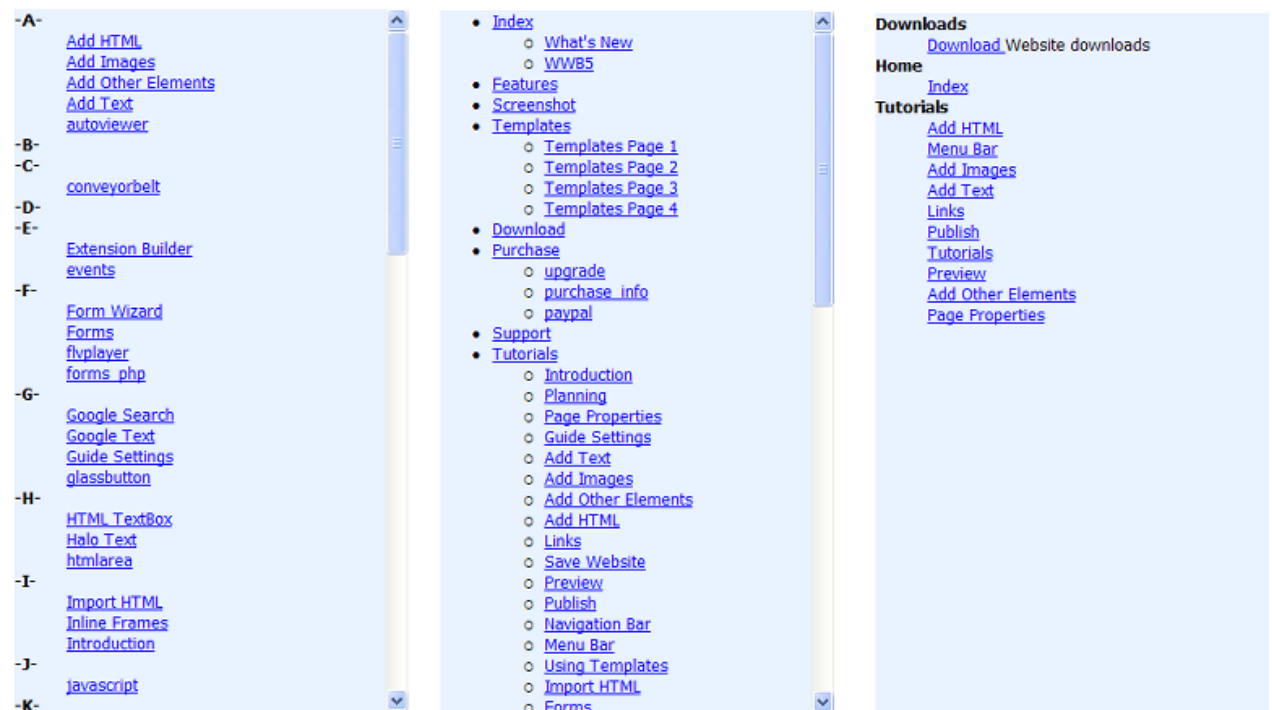 -A-
Add HTML
Add Images
Add Other Elements
Add Text
autoviewer
-B-
-C-
conveyorbelt
-D-
-E-
Extension Builder
events
-F-
Form Wizard
Forms
flvplayer
forms_php
-G-
Google Search
Google Text
Guide Settings
glassbutton
-H-
HTML TextBox
Halo Text
htmlarea
-I-
Import HTML
Inline Frames
Introduction
-J-
javascript
-K-
Index
What's New
WWB5
Features
Screenshot
Templates
Templates Page 1
Templates Page 2
Templates Page 3
Templates Page 4
Download
Purchase
upgrade
purchase_info
paypal
Support
Tutorials
Introduction
Planning
Page Properties
Guide Settings
Add Text
Add Images
Add Other Elements
Add HTML
Links
Save Website
Preview
Publish
Navigation Bar
Menu Bar
Using Templates
Import HTML
Forms
Downloads
Download Website downloads
Home
Index
Tutorials
Add HTML
Menu Bar
Add Images
Add Text
Links
Publish
Tutorials
Preview
Add Other Elements
Page Properties